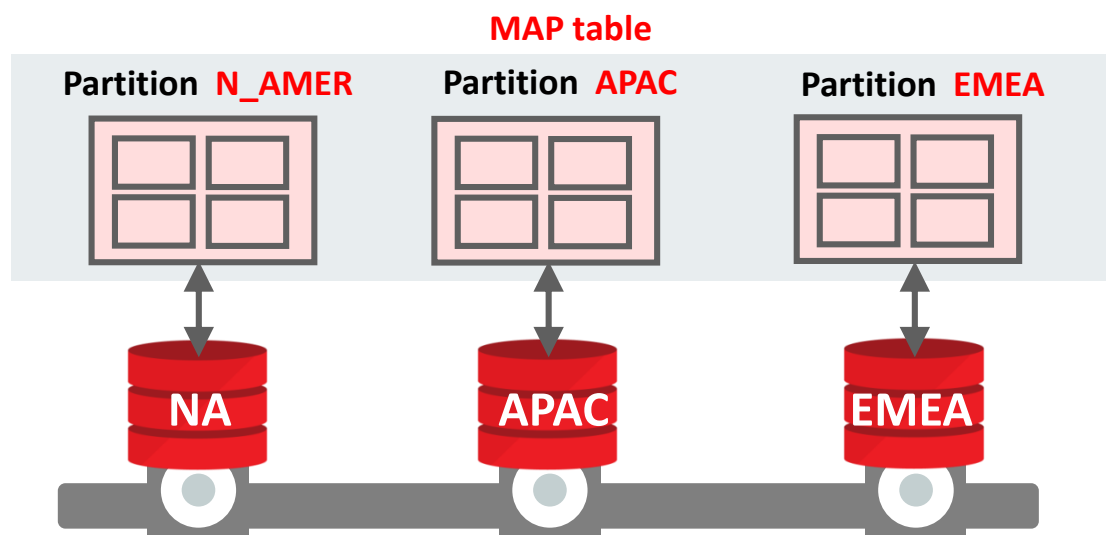 MAP table
Partition N_AMER
Partition APAC
Partition EMEA
NA
APAC
EMEA